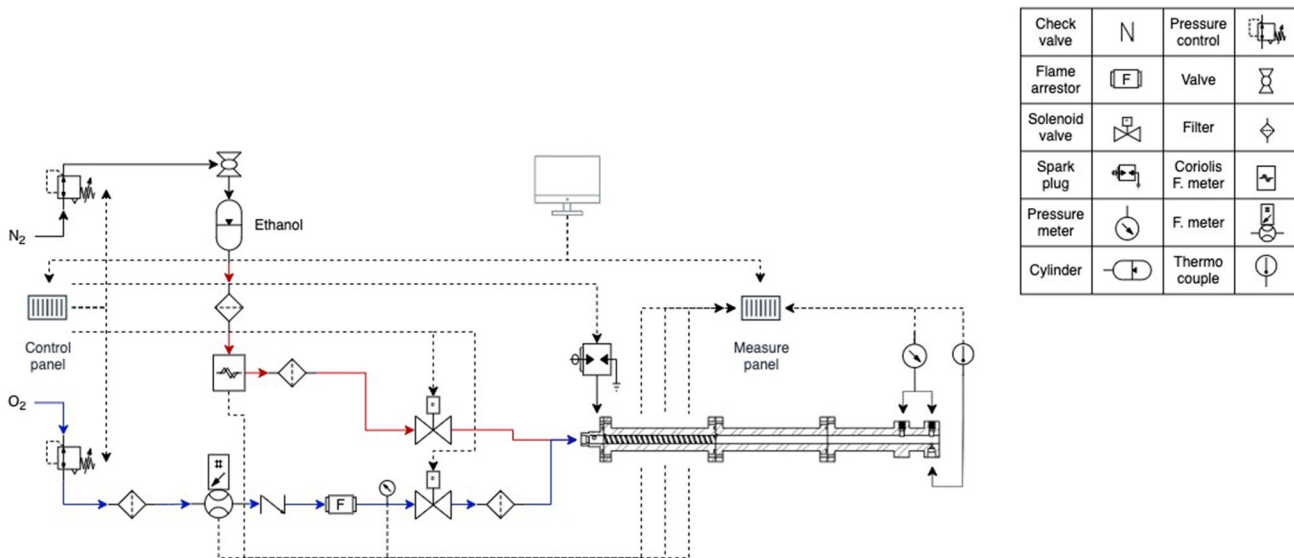 Check
valve
N
Pressure
control
Flame
arrestor
F
Valve
Solenoid
valve
Filter
Spark
plug
Coriolis
F. meter
Pressure
meter
F. meter
Cylinder
Thermo
couple
N2
Ethanol
Control
panel
Measure
panel
O2
#
F